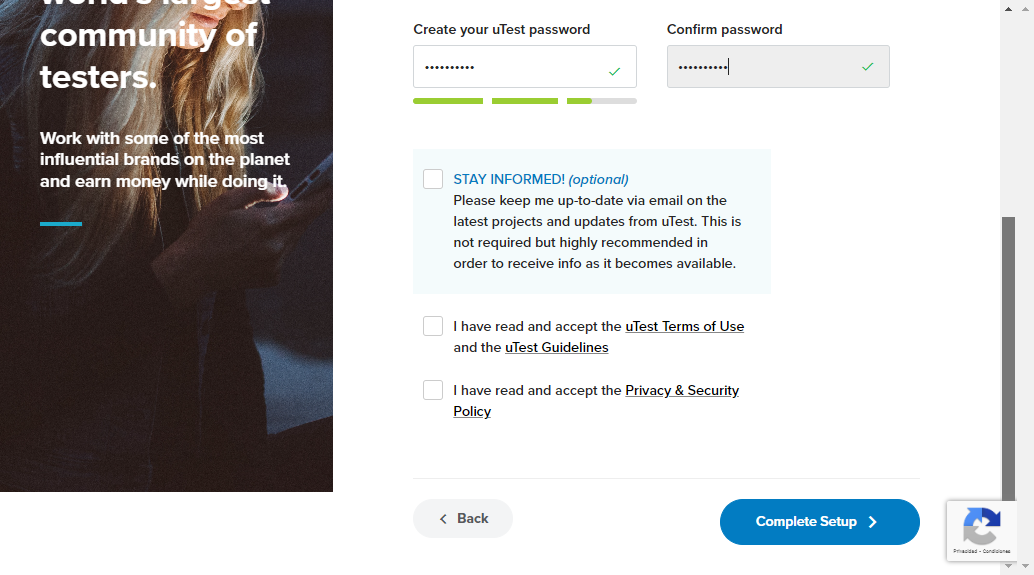 world's largest
community of
testers.
Work with some of the most
influential brands on the planet
and earn money while doing it.
Create your uTest password
Confirm password
••••••••••
••••••••••
STAY INFORMED! (optional)
Please keep me up-to-date via email on the
latest projects and updates from uTest. This is
not required but highly recommended in
order to receive info as it becomes available.
I have read and accept the uTest Terms of Use
and the uTest Guidelines
I have read and accept the Privacy & Security
Policy
Back
Complete Setup
Privacidad - Condiciones